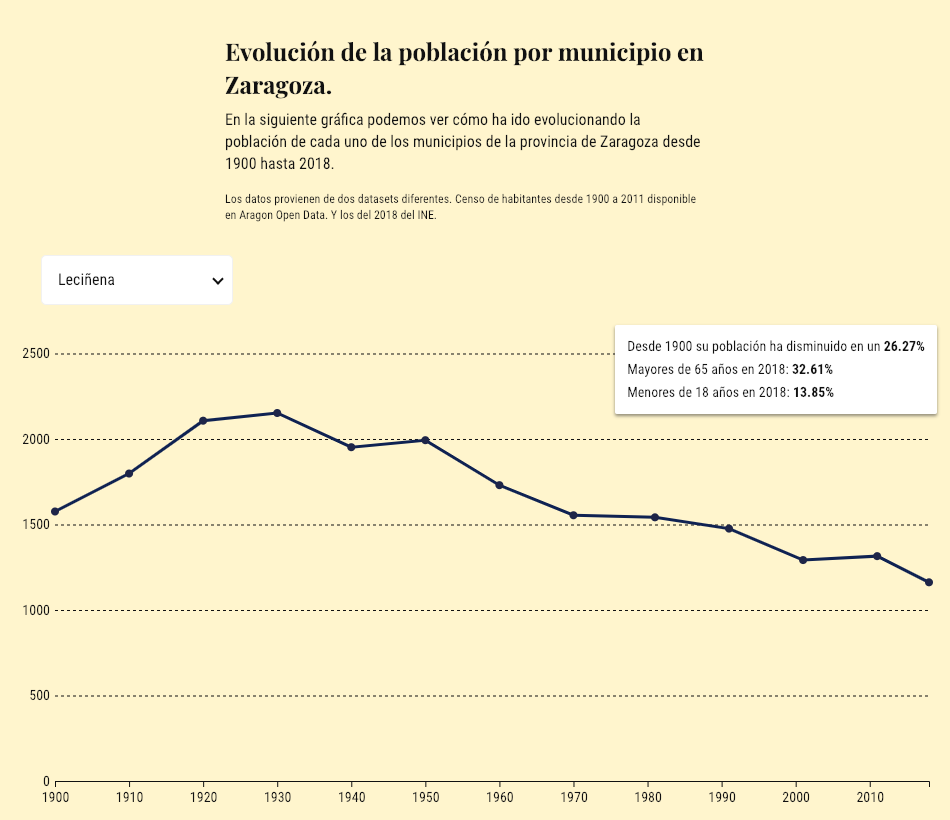 Evolución de la población por municipio en
Zaragoza.
En la siguiente gráfica podemos ver cómo ha ido evolucionando la
población de cada uno de los municipios de la provincia de Zaragoza desde
1900 hasta 2018.
Los datos provienen de dos datasets diferentes. Censo de habitantes desde 1900 a 2011 disponible
en Aragon Open Data. Y los del 2018 del INE.
Leciñena
Desde 1900 su población ha disminuido en un 26.27%
Mayores de 65 años en 2018: 32.61%
Menores de 18 años en 2018: 13.85%
2500
2000
1500
1000
500
0
1900 1910 1920 1930 1940 1950 1960 1970 1980 1990 2000 2010